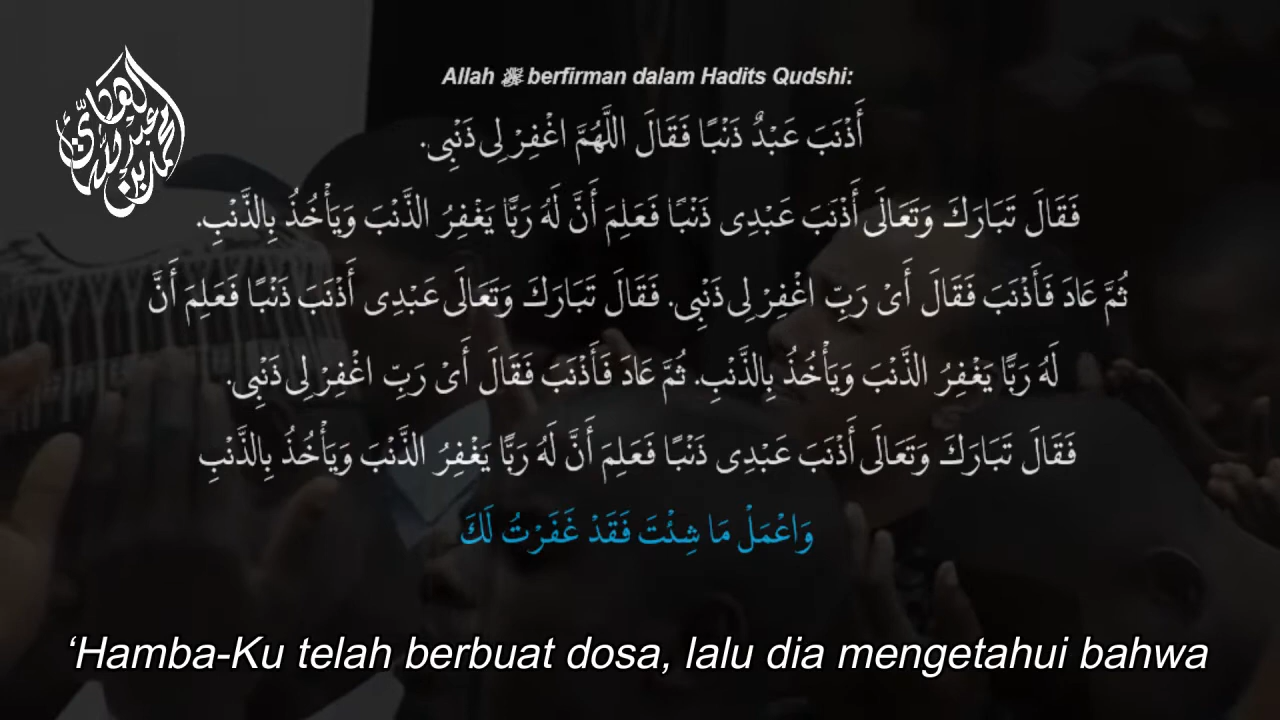 Allah ﷻ berfirman dalam Hadits Qudshi:
أَذْنَبَ عَبْدٌ ذَنْبًا فَقَالَ اللَّهُمَّ اغْفِرْ لِى ذَنْبِى.
فَقَالَ تَبَارَكَ وَتَعَالَى أَذْنَبَ عَبْدِى ذَنْبًا فَعَلِمَ أَنَّ لَهُ رَبًّا يَغْفِرُ الذَّنْبَ وَيَأْخُذُ بِالذَّنْبِ.
ثُمَّ عَادَ فَأَذْنَبَ فَقَالَ أَىْ رَبِّ اغْفِرْ لِى ذَنْبِى. فَقَالَ تَبَارَكَ وَتَعَالَى عَبْدِى أَذْنَبَ ذَنْبًا فَعَلِمَ أَنَّ
لَهُ رَبًّا يَغْفِرُ الذَّنْبَ وَيَأْخُذُ بِالذَّنْبِ. ثُمَّ عَادَ فَأَذْنَبَ فَقَالَ أَىْ رَبِّ اغْفِرْ لِى ذَنْبِى.
فَقَالَ تَبَارَكَ وَتَعَالَى أَذْنَبَ عَبْدِى ذَنْبًا فَعَلِمَ أَنَّ لَهُ رَبًّا يَغْفِرُ الذَّنْبَ وَيَأْخُذُ بِالذَّنْبِ
وَاعْمَلْ مَا شِئْتَ فَقَدْ غَفَرْتُ لَكَ
‘Hamba-Ku telah berbuat dosa, lalu dia mengetahui bahwa